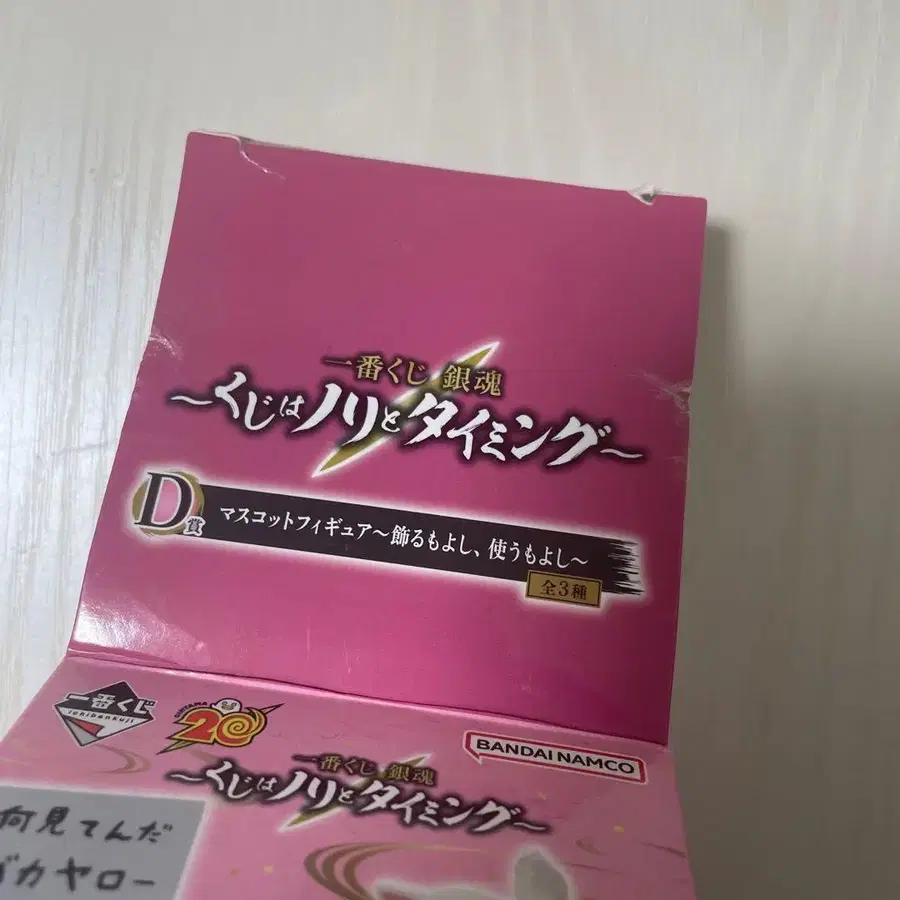 一番くじ 銀魂
～くじはノリとタイミング～
D賞 マスコットフィギュア～飾るもよし、使うもよし～
全3種
一番くじ
ichibankuji
GINTAMA
20
BANDAI NAMCO
一番くじ 銀魂
～くじはノリとタイミング～
何見てんだ
バカヤロー